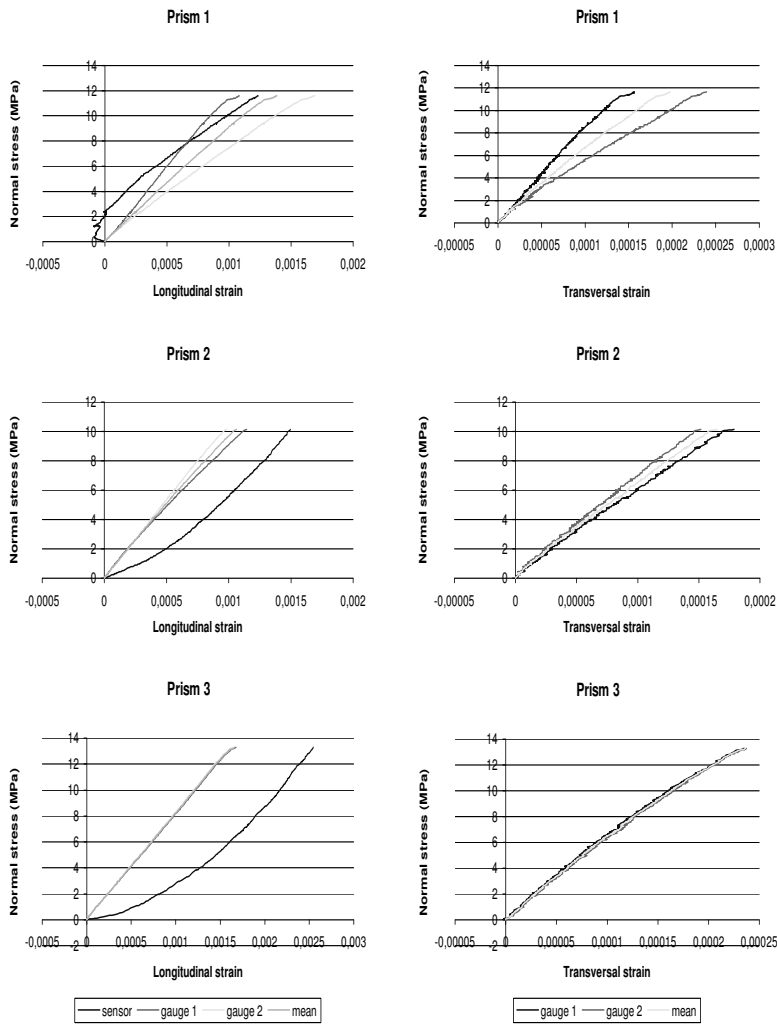 Prism 1
Normal stress (MPa)
14
12
10
8
6
4
2
0
-0,0005 0 0,0005 0,001 0,0015 0,002
Longitudinal strain
Prism 1
Normal stress (MPa)
14
12
10
8
6
4
2
0
-0,00005 0 0,00005 0,0001 0,00015 0,0002 0,00025 0,0003
Transversal strain
Prism 2
Normal stress (MPa)
12
10
8
6
4
2
0
-0,0005 0 0,0005 0,001 0,0015 0,002
Longitudinal strain
Prism 2
Normal stress (MPa)
12
10
8
6
4
2
0
-0,00005 0 0,00005 0,0001 0,00015 0,0002
Transversal strain
Prism 3
Normal stress (MPa)
14
12
10
8
6
4
2
0
-2
-0,0005 0 0,0005 0,001 0,0015 0,002 0,0025 0,003
Longitudinal strain
Prism 3
Normal stress (MPa)
14
12
10
8
6
4
2
0
-2
-0,00005 0 0,00005 0,0001 0,00015 0,0002 0,00025
Transversal strain
sensor gauge 1 gauge 2 mean
gauge 1 gauge 2 mean